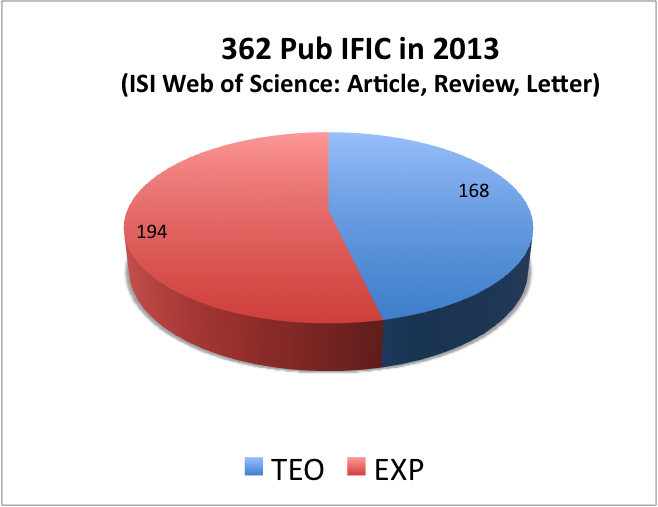 362 Pub IFIC in 2013
(ISI Web of Science: Article, Review, Letter)
168
194
TEO EXP